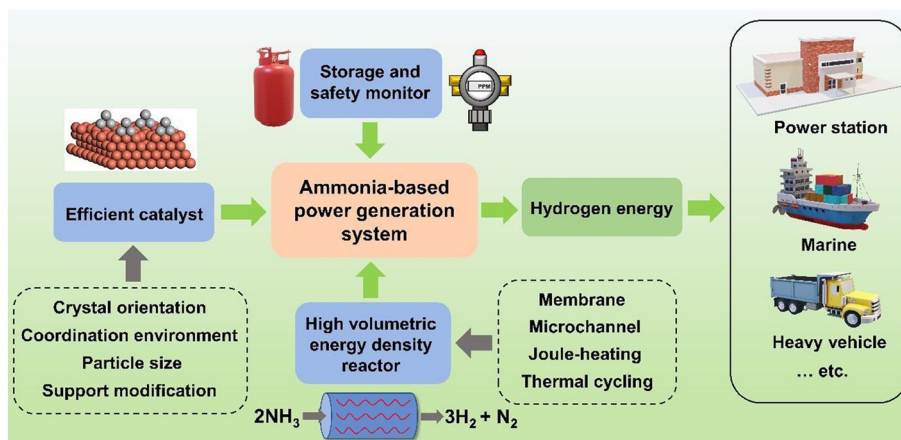 Storage and
safety monitor
PPM
Power station
Efficient catalyst
Ammonia-based
power generation
system
Hydrogen energy
Marine
Crystal orientation
Coordination environment
Particle size
Support modification
High volumetric
energy density
reactor
Membrane
Microchannel
Joule-heating
Thermal cycling
Heavy vehicle
... etc.
2NH₃
3H₂ + N₂